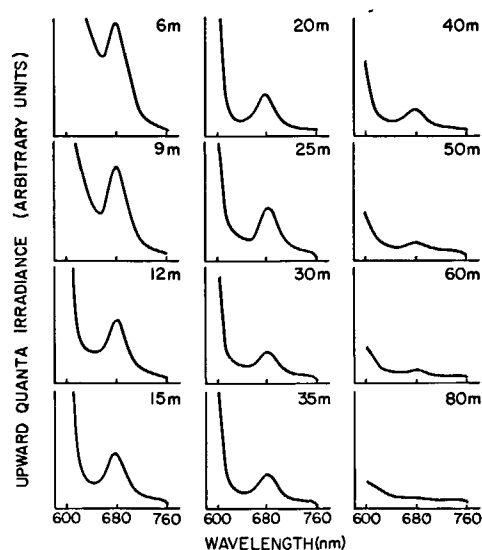 6m
20m
40m
9m
25m
50m
12m
30m
60m
15m
35m
80m
UPWARD QUANTA IRRADIANCE (ARBITRARY UNITS)
600 680 760
600 680 760
600 680 760
WAVELENGTH(nm)